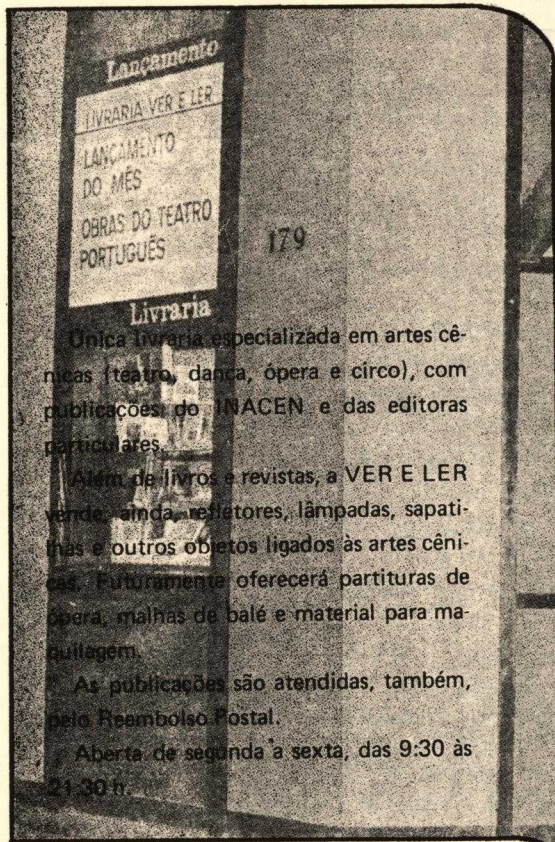 Lançamento
LIVRARIA VER E LER
LANÇAMENTO
DO MÊS
OBRAS DO TEATRO
PORTUGUÊS
179
Livraria
Única livraria especializada em artes cê-
nicas (teatro, dança, ópera e circo), com
publicações do INACEN e das editoras
particulares.
Além de livros e revistas, a VER E LER
vende, ainda, refletores, lâmpadas, sapati-
lhas e outros objetos ligados às artes cêni-
cas. Futuramente oferecerá partituras de
ópera, malhas de balé e material para ma-
quilagem.
As publicações são atendidas, também,
pelo Reembolso Postal.
Aberta de segunda a sexta, das 9:30 às
21:30 h.